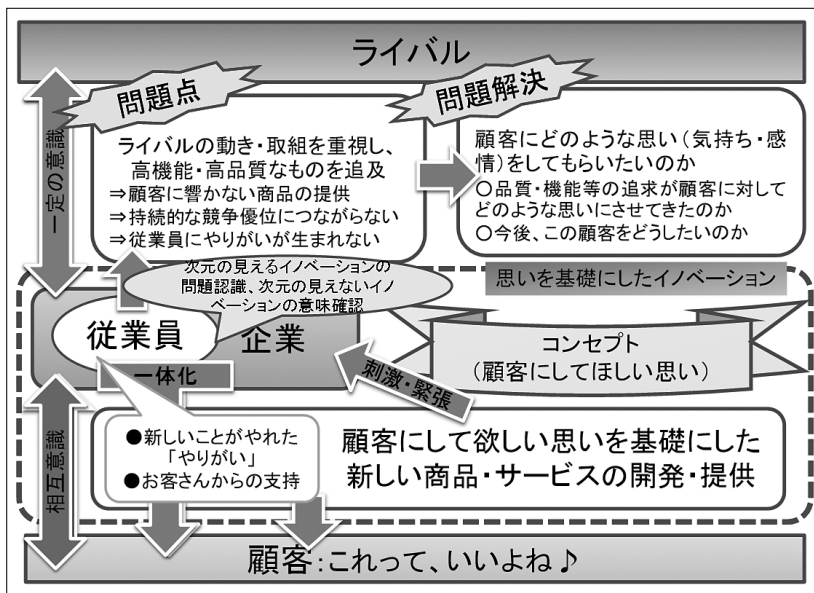 ライバル
問題点
問題解決
ライバルの動き・取組を重視し、
高機能・高品質なものを追及
⇒顧客に響かない商品の提供
⇒持続的な競争優位につながらない
⇒従業員にやりがいが生まれない
顧客にどのような思い（気持ち・感
情）をしてもらいたいのか
○品質・機能等の追求が顧客に対して
どのような思いにさせてきたのか
○今後、この顧客をどうしたいのか
一定の意識
次元の見えるイノベーションの
問題認識、次元の見えないイノ
ベーションの意味確認
思いを基礎にしたイノベーション
従業員
企業
コンセプト
（顧客にしてほしい思い）
一体化
刺激・緊張
相互意識
●新しいことがやれた
「やりがい」
●お客さんからの支持
顧客にして欲しい思いを基礎にした
新しい商品・サービスの開発・提供
顧客：これって、いいよね♪